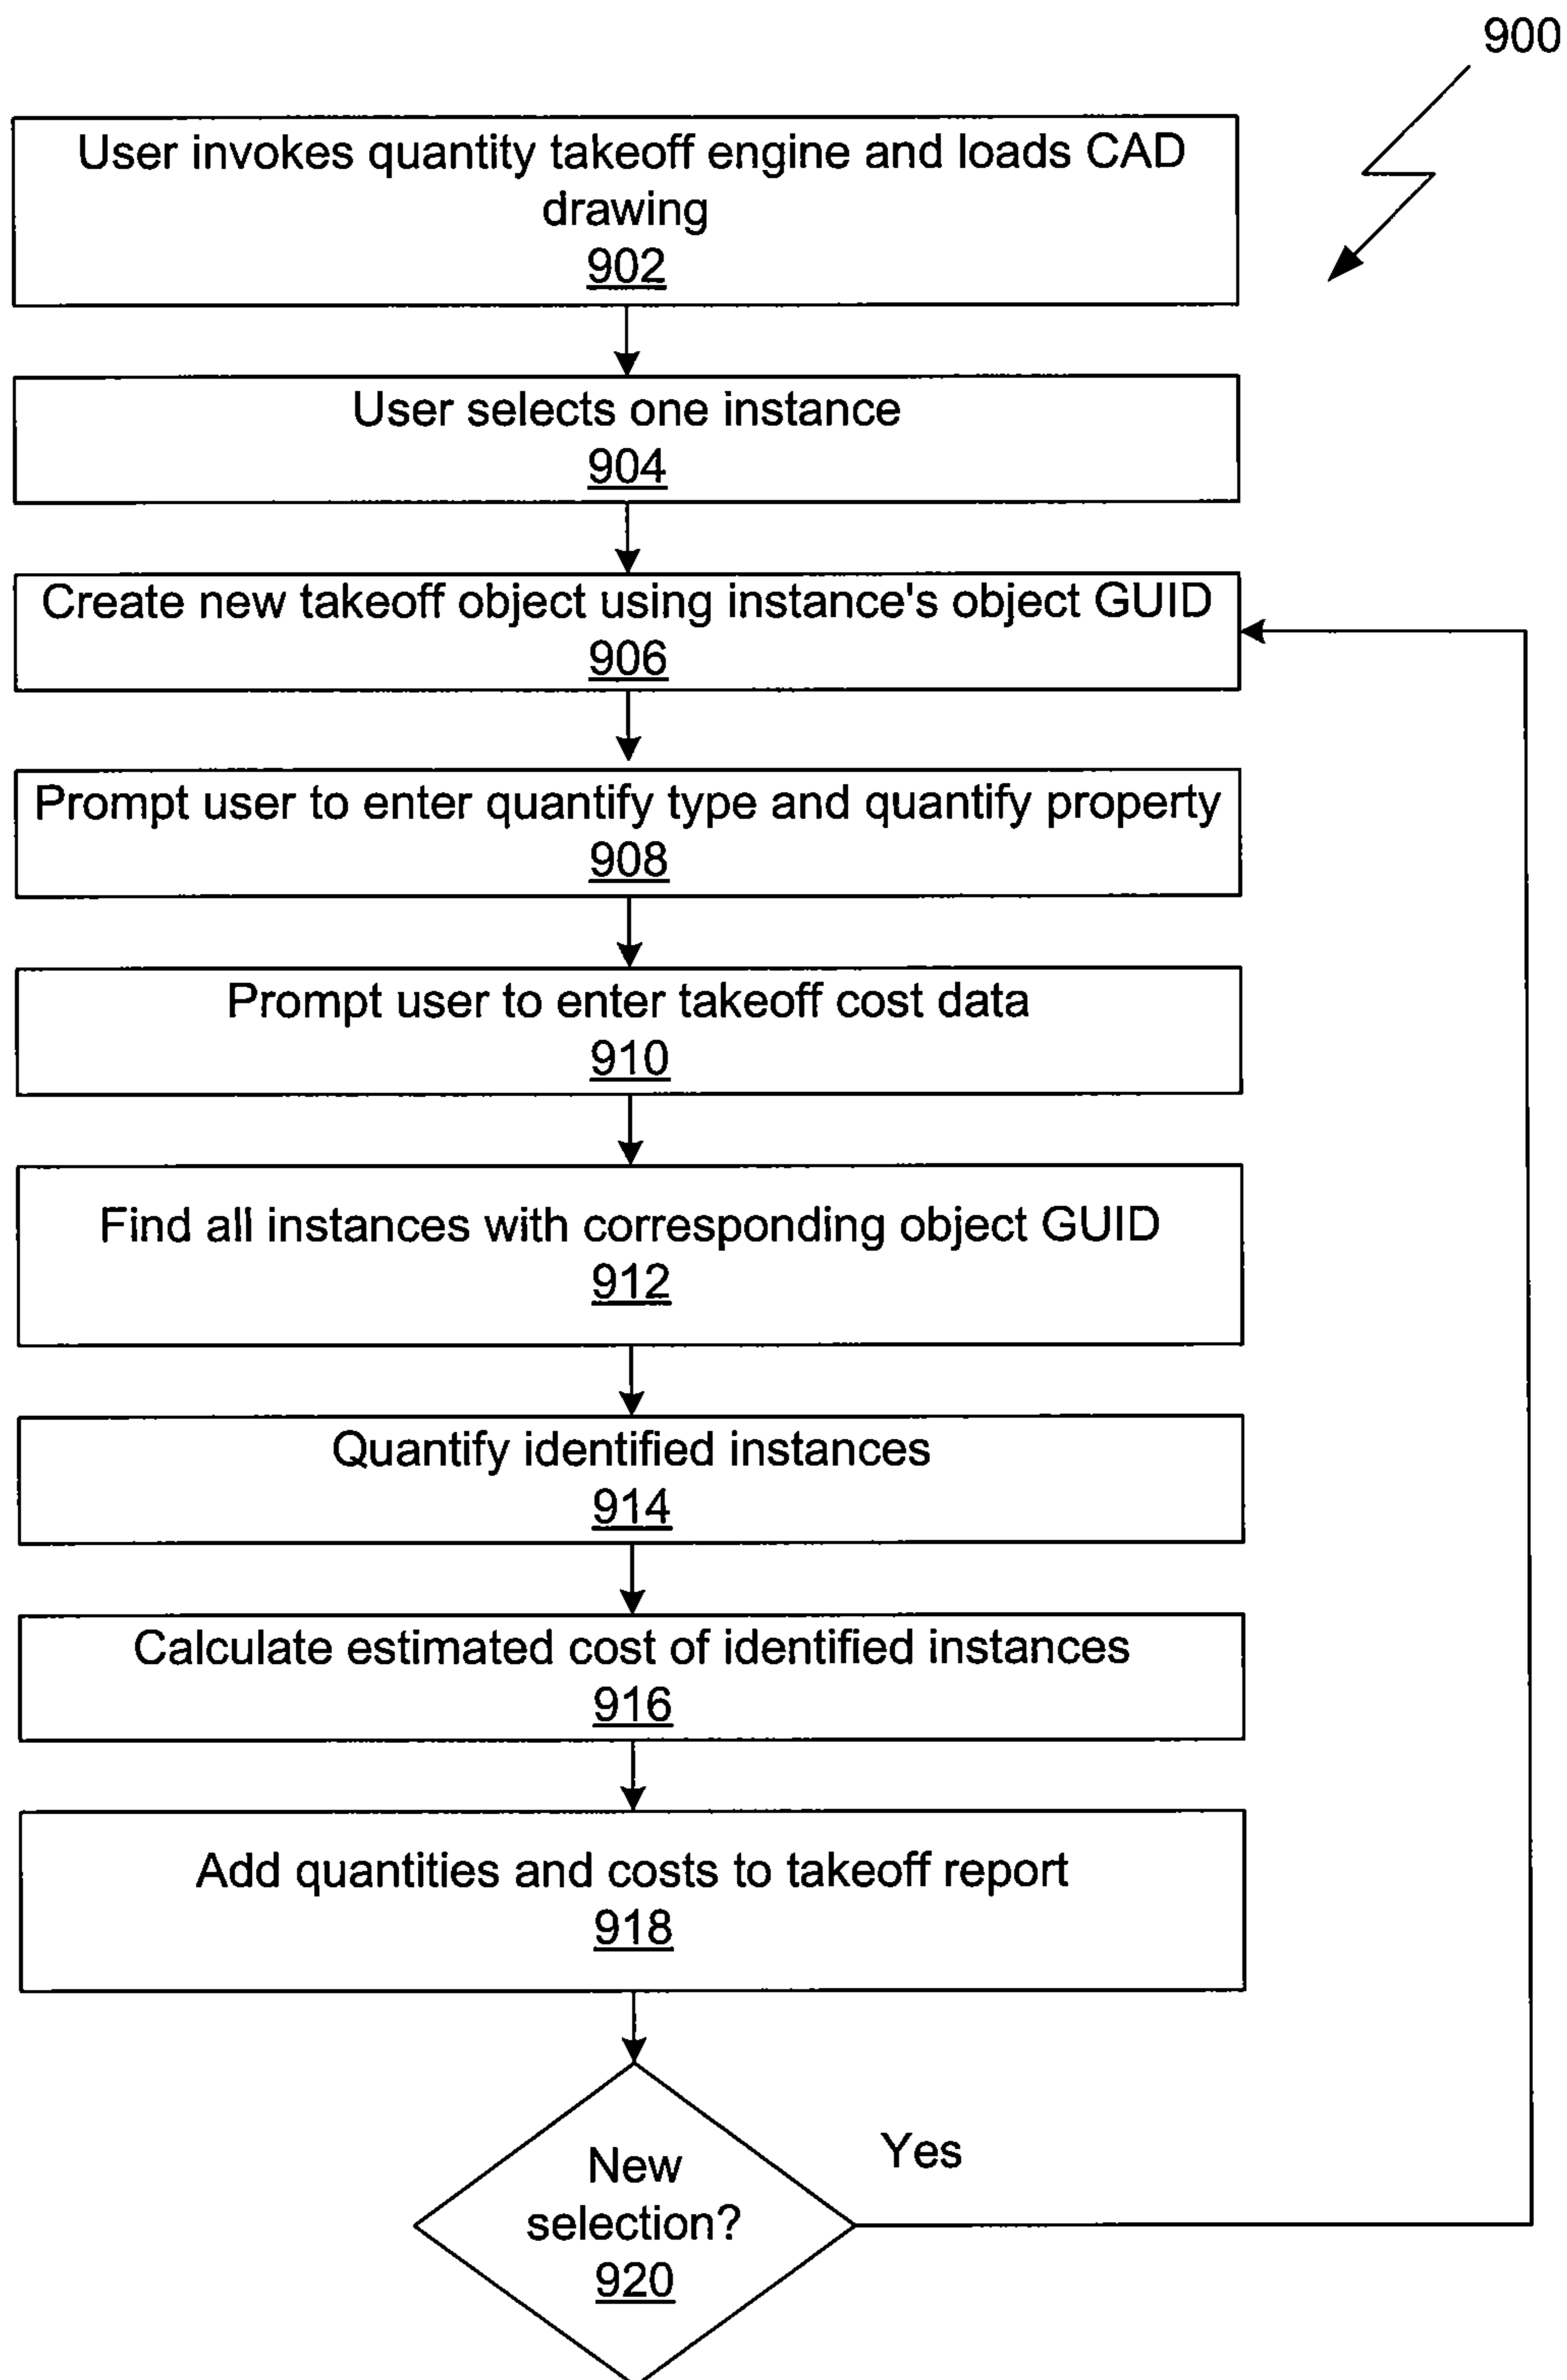 900
User invokes quantity takeoff engine and loads CAD
drawing
902
User selects one instance
904
Create new takeoff object using instance's object GUID
906
Prompt user to enter quantify type and quantify property
908
Prompt user to enter takeoff cost data
910
Find all instances with corresponding object GUID
912
Quantify identified instances
914
Calculate estimated cost of identified instances
916
Add quantities and costs to takeoff report
918
New
selection?
920
Yes